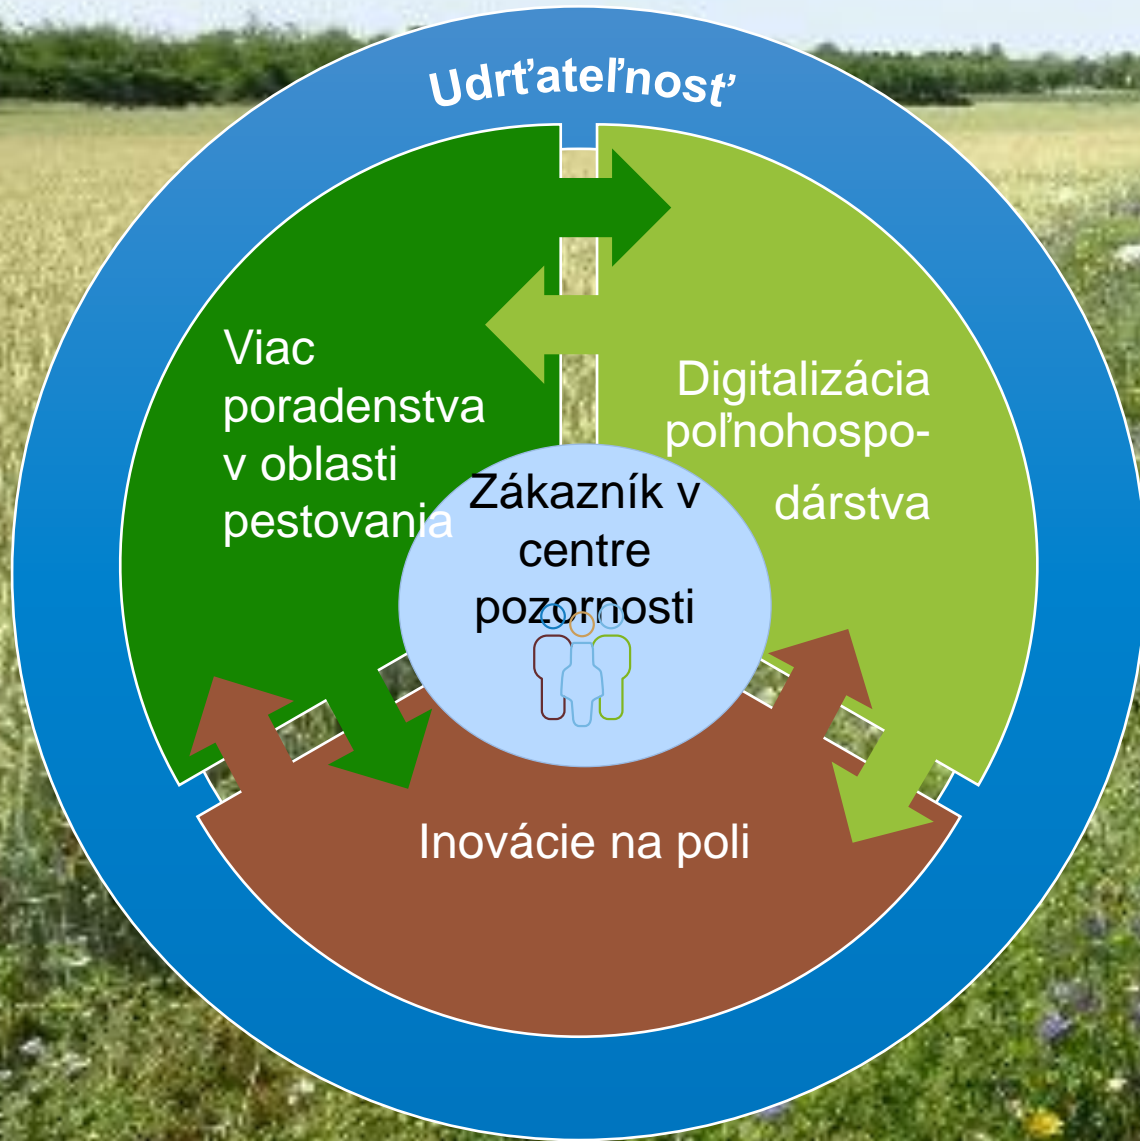 Udrťateľnosť
Viac
poradenstva
v oblasti
pestovania
Digitalizácia
poľnohospo-
dárstva
Zákazník v
centre
pozornosti
Inovácie na poli